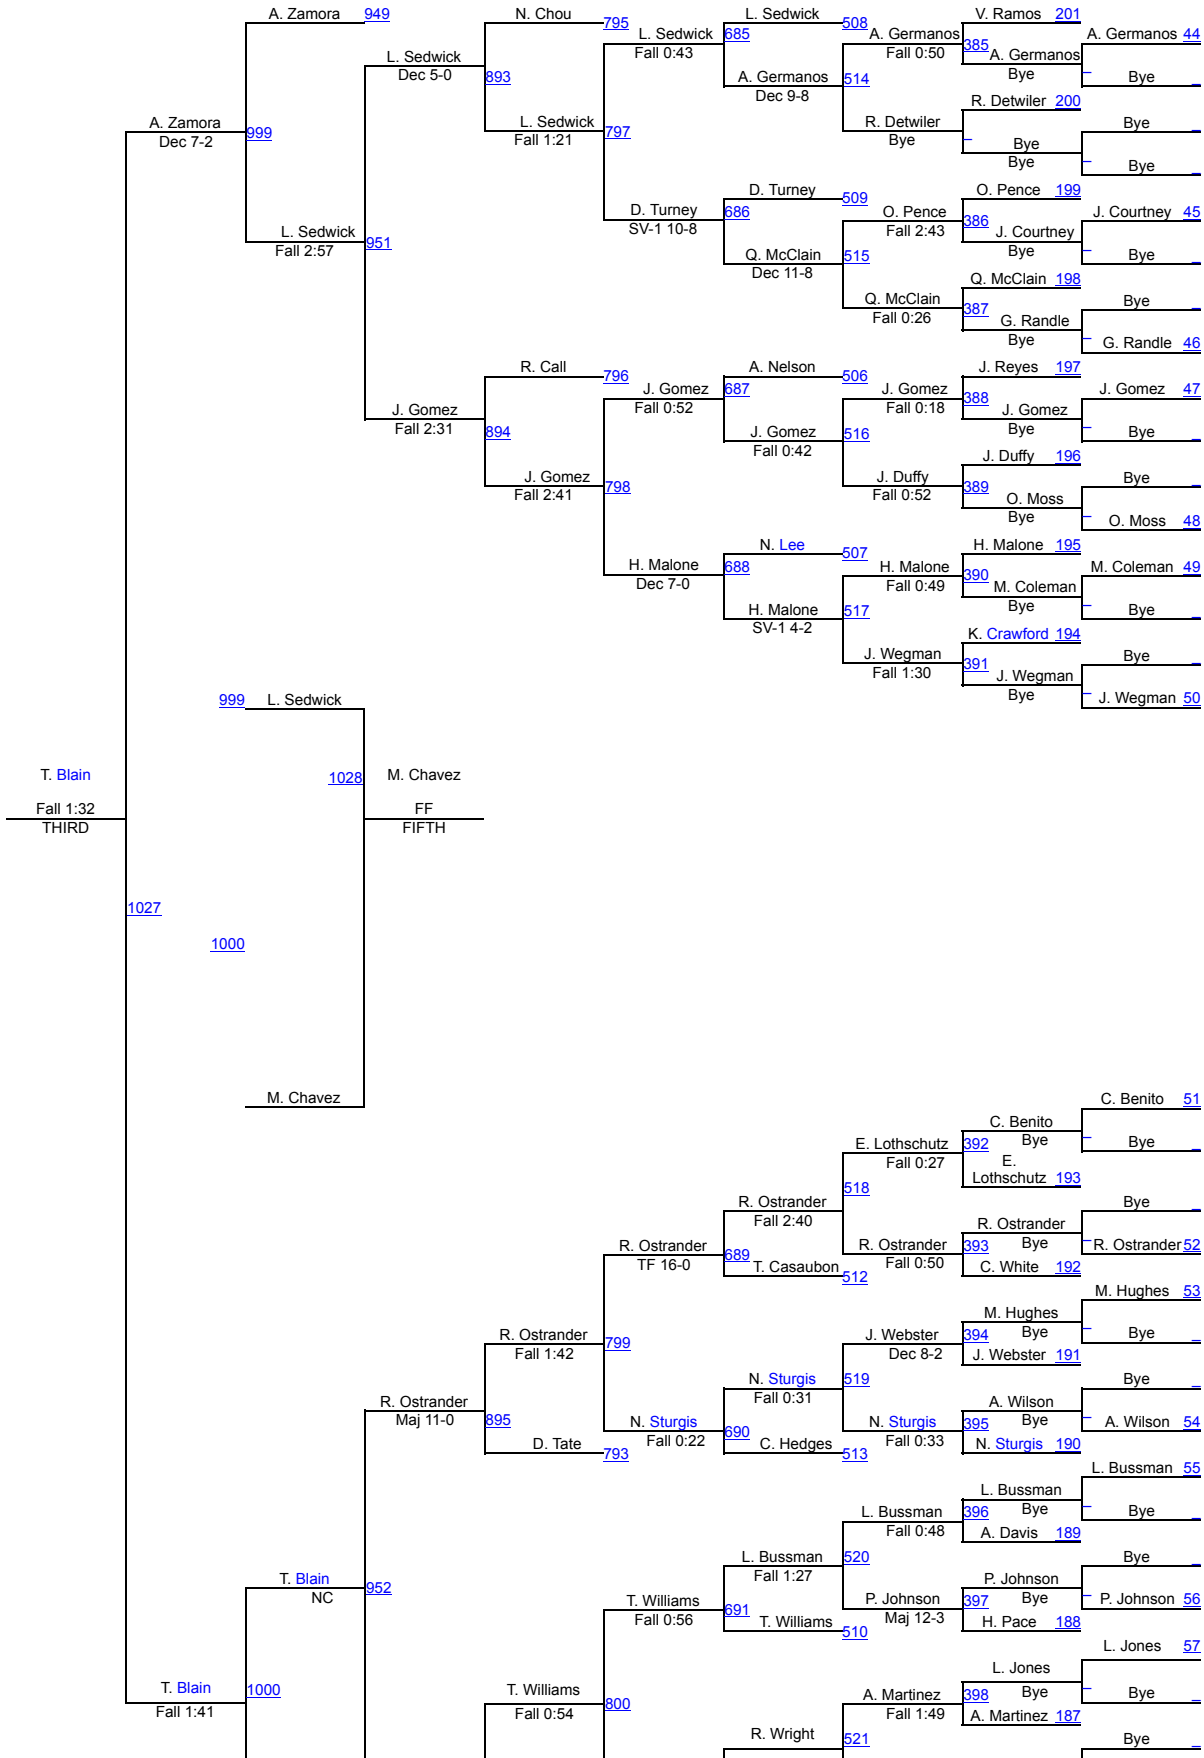 A. Zamora 949
N. Chou 795
L. Sedwick 508
V. Ramos 201
A. Germanos 44
L. Sedwick 685
Fall 0:43
A. Germanos
Fall 0:50
385 A. Germanos
Bye
– Bye –
L. Sedwick
Dec 5-0
893
A. Germanos 514
Dec 9-8
R. Detwiler 200
A. Zamora 999
Dec 7-2
L. Sedwick 797
Fall 1:21
R. Detwiler
Bye
– Bye
Bye
Bye –
– Bye –
D. Turney 509
O. Pence 199
D. Turney 686
SV-1 10-8
O. Pence 386
Fall 2:43
J. Courtney
Bye
J. Courtney 45
– Bye –
L. Sedwick 951
Fall 2:57
Q. McClain 515
Dec 11-8
Q. McClain 198
Q. McClain 387
Fall 0:26
G. Randle
Bye
Bye –
– G. Randle 46
R. Call 796
A. Nelson 506
J. Reyes 197
J. Gomez 687
Fall 0:52
J. Gomez 388
Fall 0:18
J. Gomez
Bye
J. Gomez 47
– Bye –
J. Gomez 894
Fall 2:31
J. Gomez 516
Fall 0:42
J. Duffy 196
J. Gomez 798
Fall 2:41
J. Duffy 389
Fall 0:52
O. Moss
Bye
Bye –
– O. Moss 48
N. Lee 507
H. Malone 195
H. Malone 688
Dec 7-0
H. Malone 390
Fall 0:49
M. Coleman
Bye
M. Coleman 49
– Bye –
H. Malone 517
SV-1 4-2
K. Crawford 194
J. Wegman 391
Fall 1:30
J. Wegman
Bye
Bye –
– J. Wegman 50
999 L. Sedwick
T. Blain
Fall 1:32
THIRD
1028 M. Chavez
FF
FIFTH
1027
1000
M. Chavez
C. Benito 51
C. Benito
Bye
– Bye –
E. Lothschutz 392
Fall 0:27
E.
Lothschutz 193
518
R. Ostrander
Fall 2:40
Bye –
R. Ostrander
Bye
– R. Ostrander 52
R. Ostrander 689
TF 16-0
R. Ostrander 393
Fall 0:50
T. Casaubon 512
C. White 192
M. Hughes 53
M. Hughes
Bye
– Bye –
R. Ostrander 799
Fall 1:42
J. Webster 394
Dec 8-2
J. Webster 191
N. Sturgis 519
Fall 0:31
Bye –
R. Ostrander 895
Maj 11-0
A. Wilson
Bye
– A. Wilson 54
N. Sturgis 690
Fall 0:22
N. Sturgis 395
Fall 0:33
D. Tate 793
C. Hedges 513
N. Sturgis 190
L. Bussman 55
L. Bussman
Bye
– Bye –
L. Bussman 396
Fall 0:48
A. Davis 189
L. Bussman 520
Fall 1:27
Bye –
T. Blain 952
NC
P. Johnson
Bye
– P. Johnson 56
T. Williams 691
Fall 0:56
P. Johnson 397
Maj 12-3
T. Williams 510
H. Pace 188
L. Jones 57
L. Jones
Bye
– Bye –
T. Blain 1000
Fall 1:41
T. Williams 800
Fall 0:54
A. Martinez 398
Fall 1:49
A. Martinez 187
R. Wright 521
Bye –